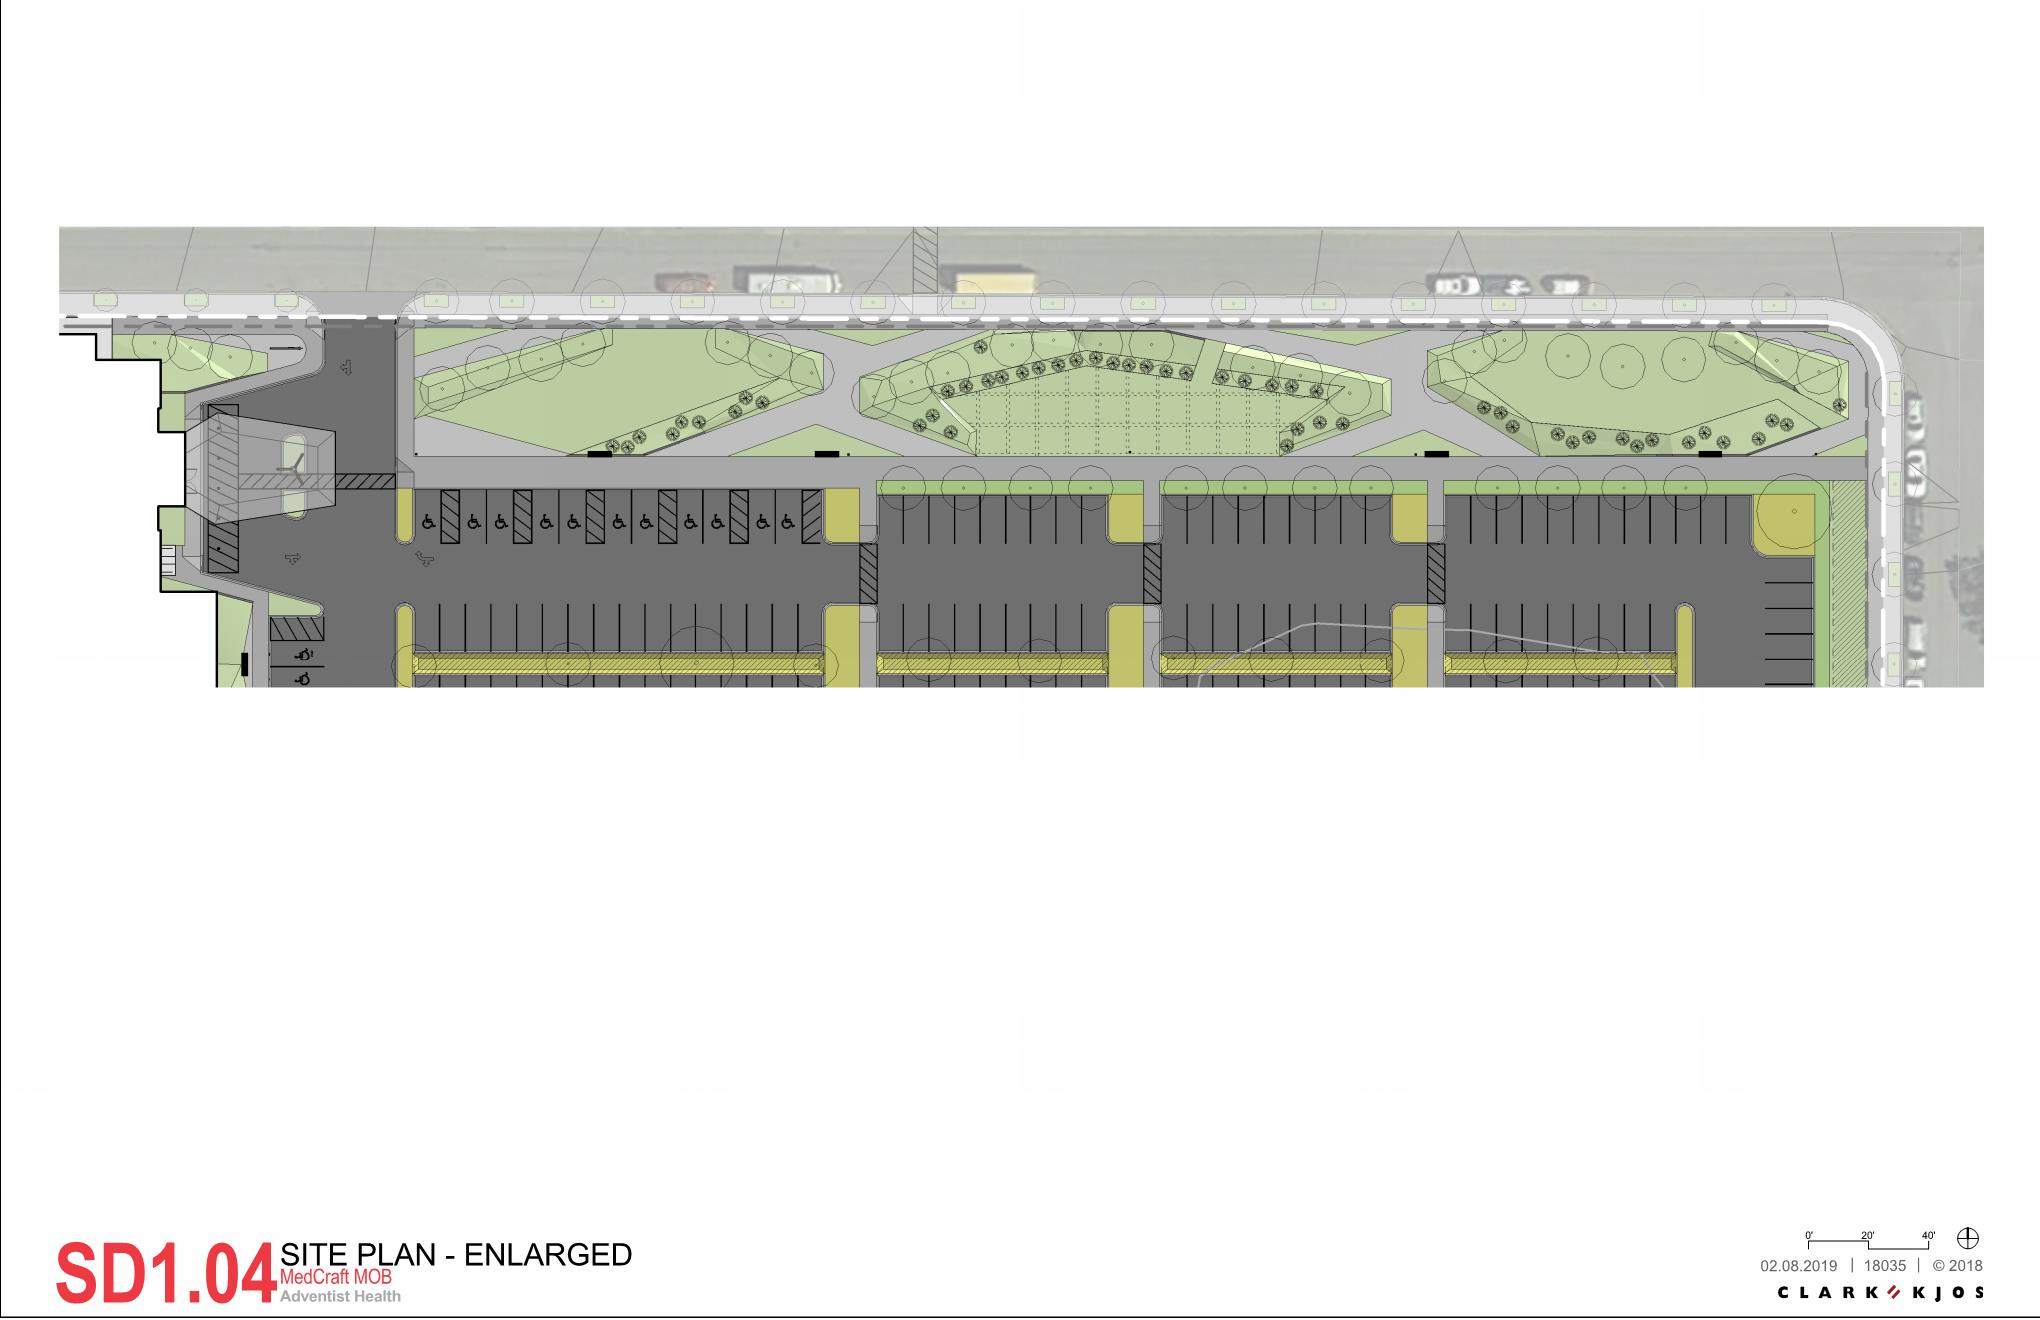 SD1.04
SITE PLAN - ENLARGED
MedCraft MOB
Adventist Health
0' 20' 40'
02.08.2019 | 18035 | © 2018
CLARK KJOS